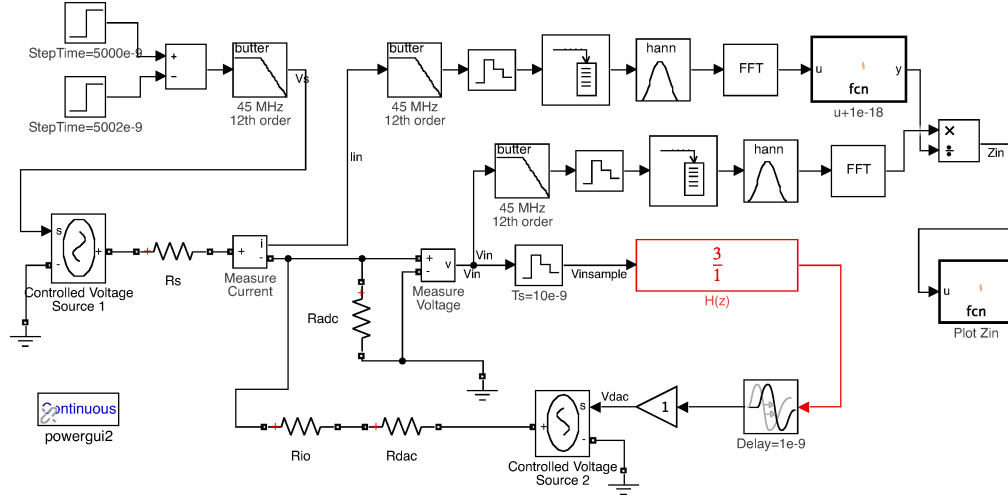 StepTime=5000e-9
+
−
StepTime=5002e-9
butter
45 MHz
12th order
Vs
butter
45 MHz
12th order
hann
FFT
u
y
fcn
u+1e-18
×
÷
Zin
Iin
butter
45 MHz
12th order
hann
FFT
s
+
-
Controlled Voltage
Source 1
+
Rs
+
i
-
Measure
Current
+
-
v
Measure
Voltage
Vin
Vin
Ts=10e-9
Vinsample
3
1
H(z)
u
fcn
Plot Zin
+
Radc
Continuous
powergui2
+
Rio
+
Rdac
s
+
-
Controlled Voltage
Source 2
Vdac
1
Delay=1e-9